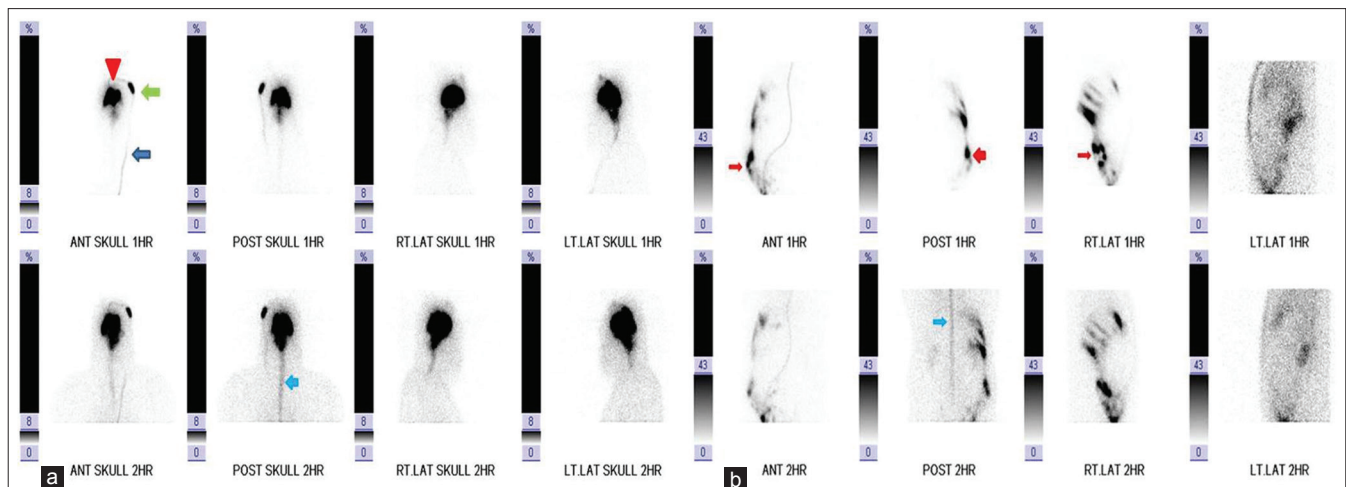 % % % % % % % %
8 8 8 8 43 43 43 43
0 0 0 0 0 0 0 0
ANT SKULL 1HR POST SKULL 1HR RT.LAT SKULL 1HR LT.LAT SKULL 1HR ANT 1HR POST 1HR RT.LAT 1HR LT.LAT 1HR
% % % % % % % %
8 8 8 8 43 43 43 43
0 0 0 0 0 0 0 0
a ANT SKULL 2HR POST SKULL 2HR RT.LAT SKULL 2HR LT.LAT SKULL 2HR b ANT 2HR POST 2HR RT.LAT 2HR LT.LAT 2HR